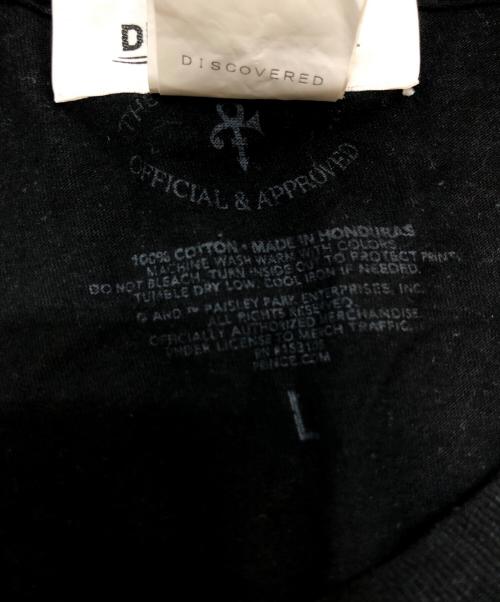 D
DISCOVERED
THE
OFFICIAL & APPROVED
100% COTTON • MADE IN HONDURAS
MACHINE WASH WARM WITH COLORS
DO NOT BLEACH. TURN INSIDE OUT TO PROTECT PRINT.
TUMBLE DRY LOW. COOL IRON IF NEEDED.
© AND ™ PAISLEY PARK ENTERPRISES, INC.
ALL RIGHTS RESERVED.
OFFICIALLY AUTHORIZED MERCHANDISE.
UNDER LICENSE TO MERCH TRAFFIC.
PRINCE.COM
L